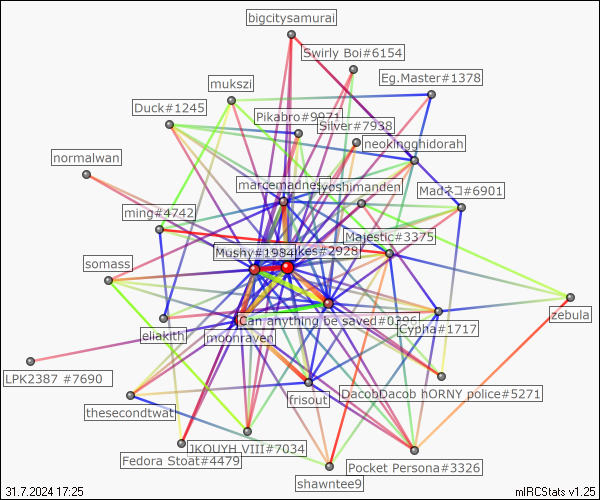 bigcitysamurai
Swirly Boi#6154
Eg.Master#1378
mukszi
Duck#1245
Pikabro#9971
Silver#7938
neokingghidorah
normalwan
marcemadness
yoshimanden
Madネコ#6901
ming#4742
Majestic#3375
Mushy#1984
kes#2928
somass
zebula
Can anything be saved#0396
Cypha#1717
eliakith
moonraven
LPK2387 #7690
DacobDacob hORNY police#5271
frisout
thesecondtwat
JKOUYH VIII#7034
Fedora Stoat#4479
Pocket Persona#3326
shawntee9
31.7.2024 17:25
mIRCStats v1.25